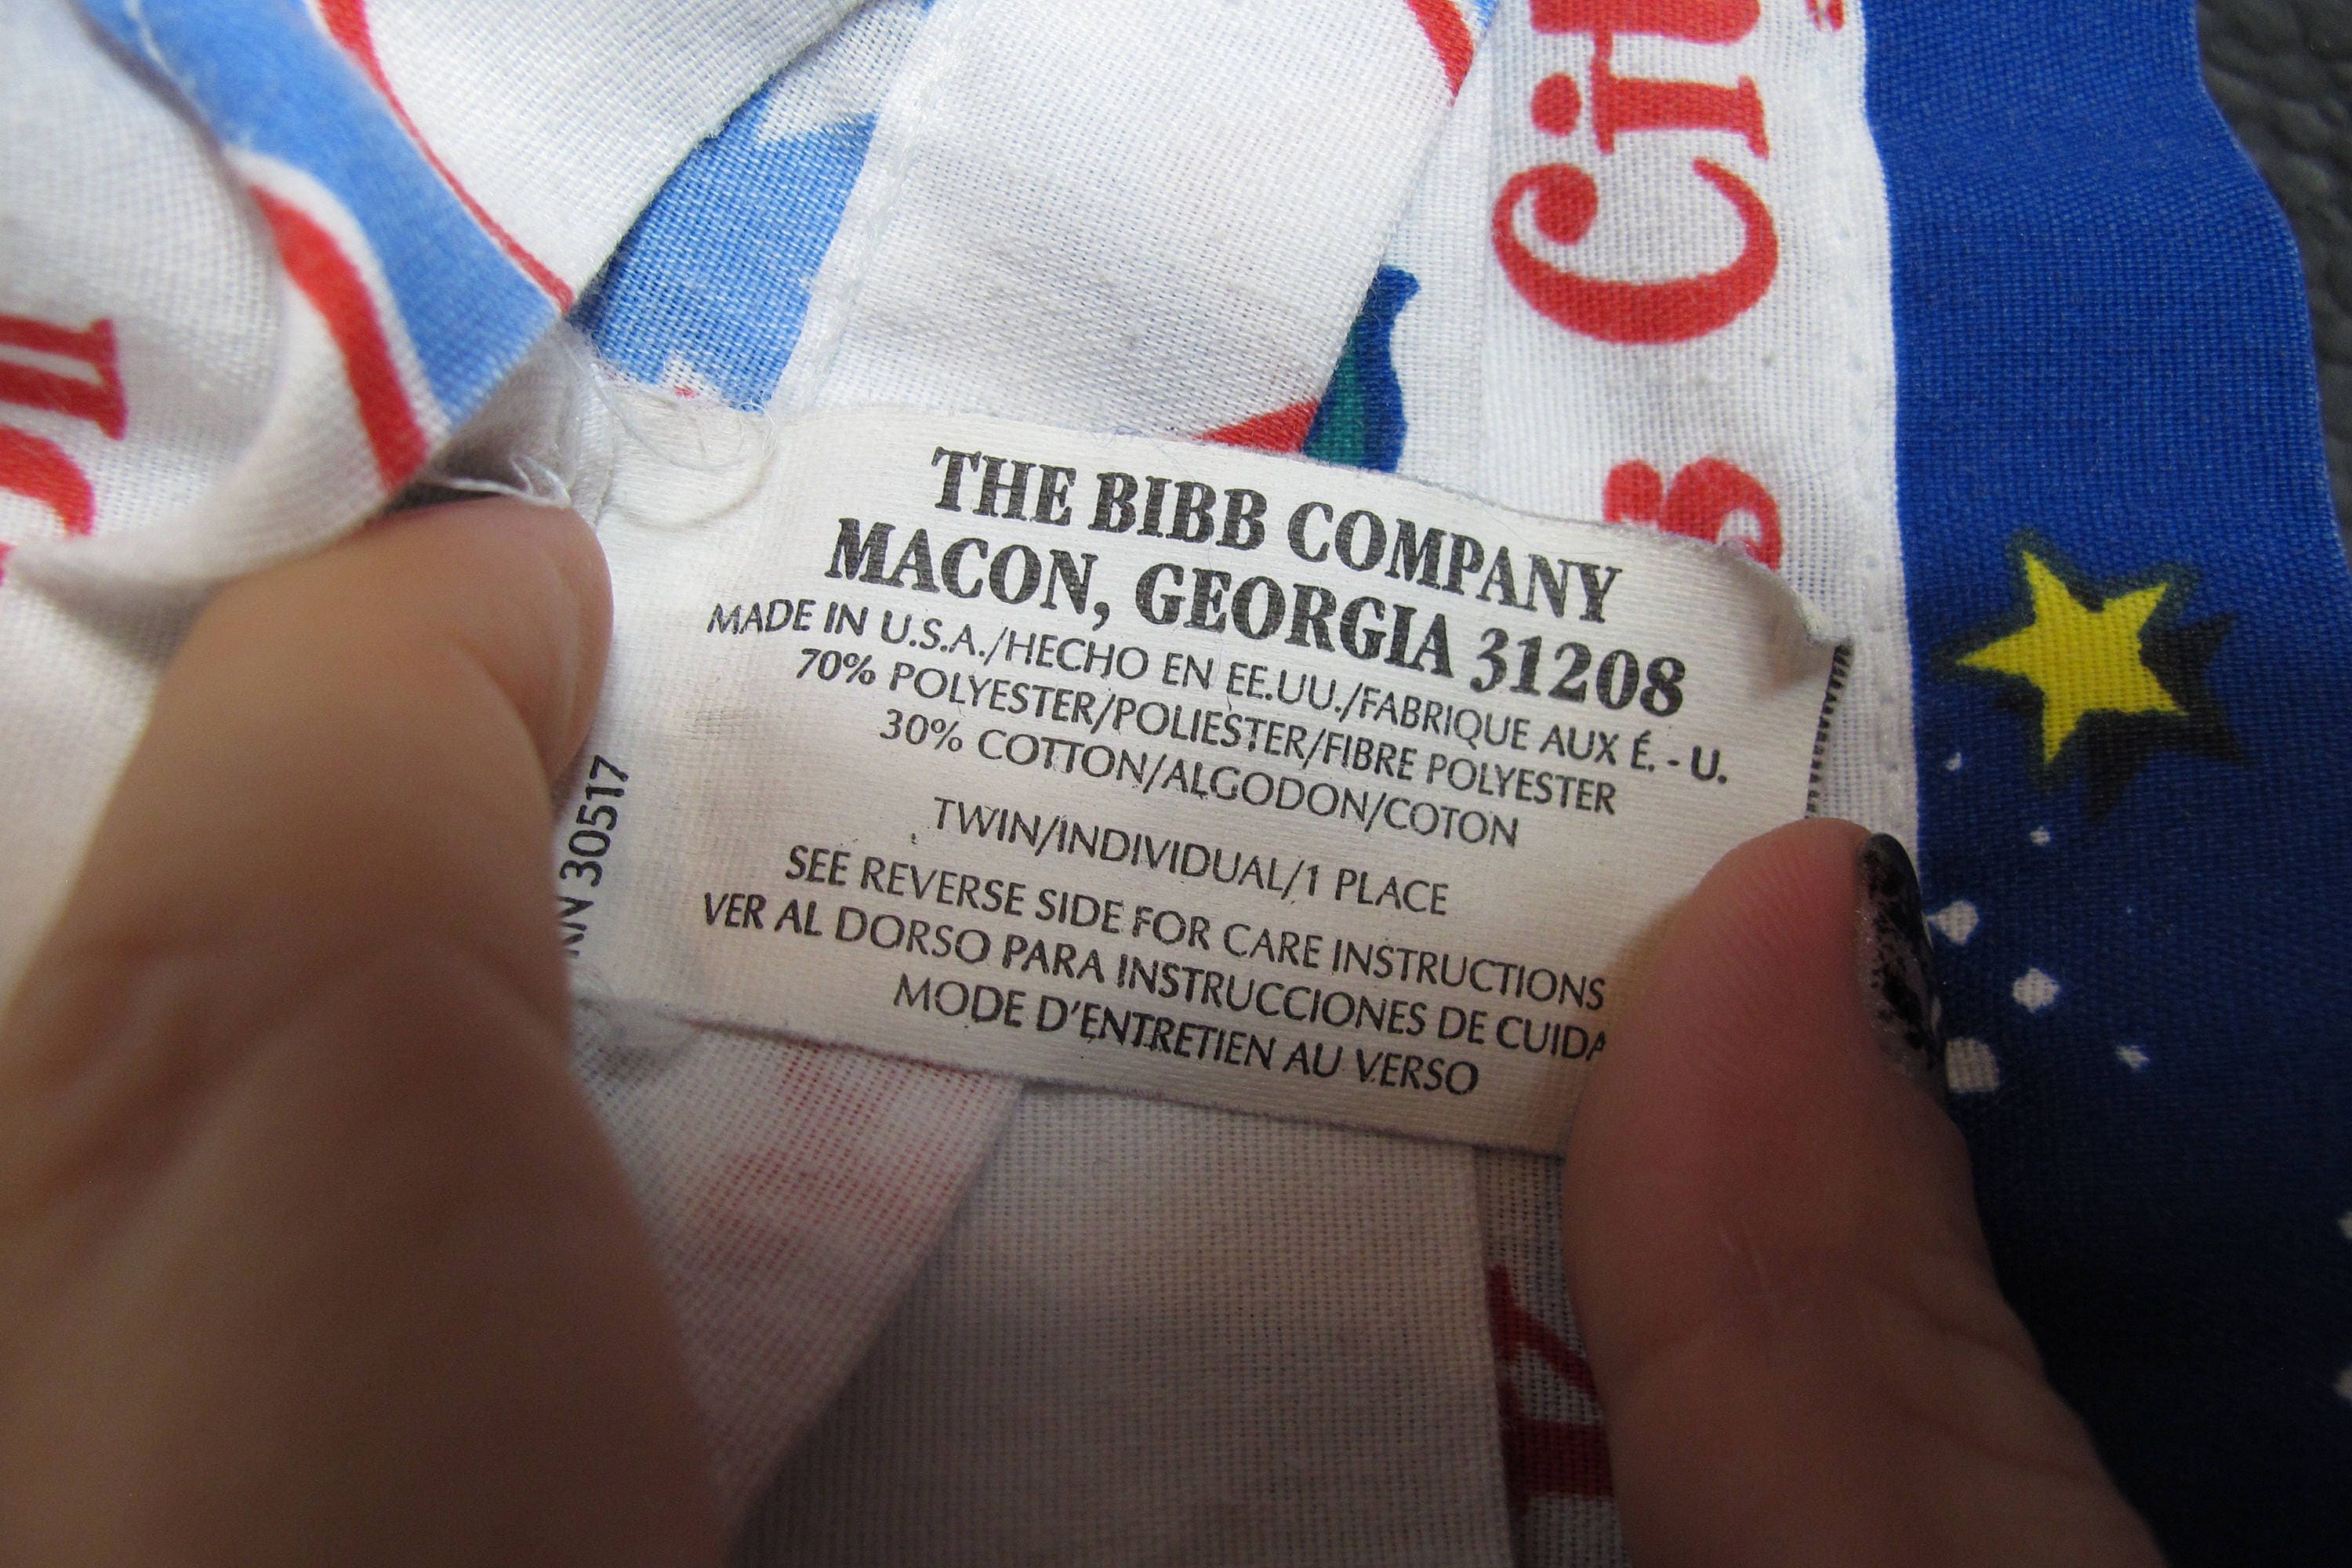 Cit
THE BIBB COMPANY
MACON, GEORGIA 31208
MADE IN U.S.A./HECHO EN EE.UU./FABRIQUE AUX É. - U.
70% POLYESTER/POLIESTER/FIBRE POLYESTER
30% COTTON/ALGODON/COTON
TWIN/INDIVIDUAL/1 PLACE
SEE REVERSE SIDE FOR CARE INSTRUCTIONS
VER AL DORSO PARA INSTRUCCIONES DE CUIDA
MODE D'ENTRETIEN AU VERSO
30517